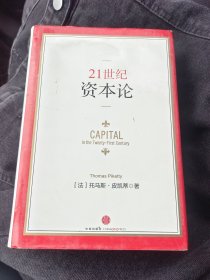 21世纪
资本论
CAPITAL
in the Twenty-First Century
Thomas Piketty
[法] 托马斯·皮凯蒂◎著